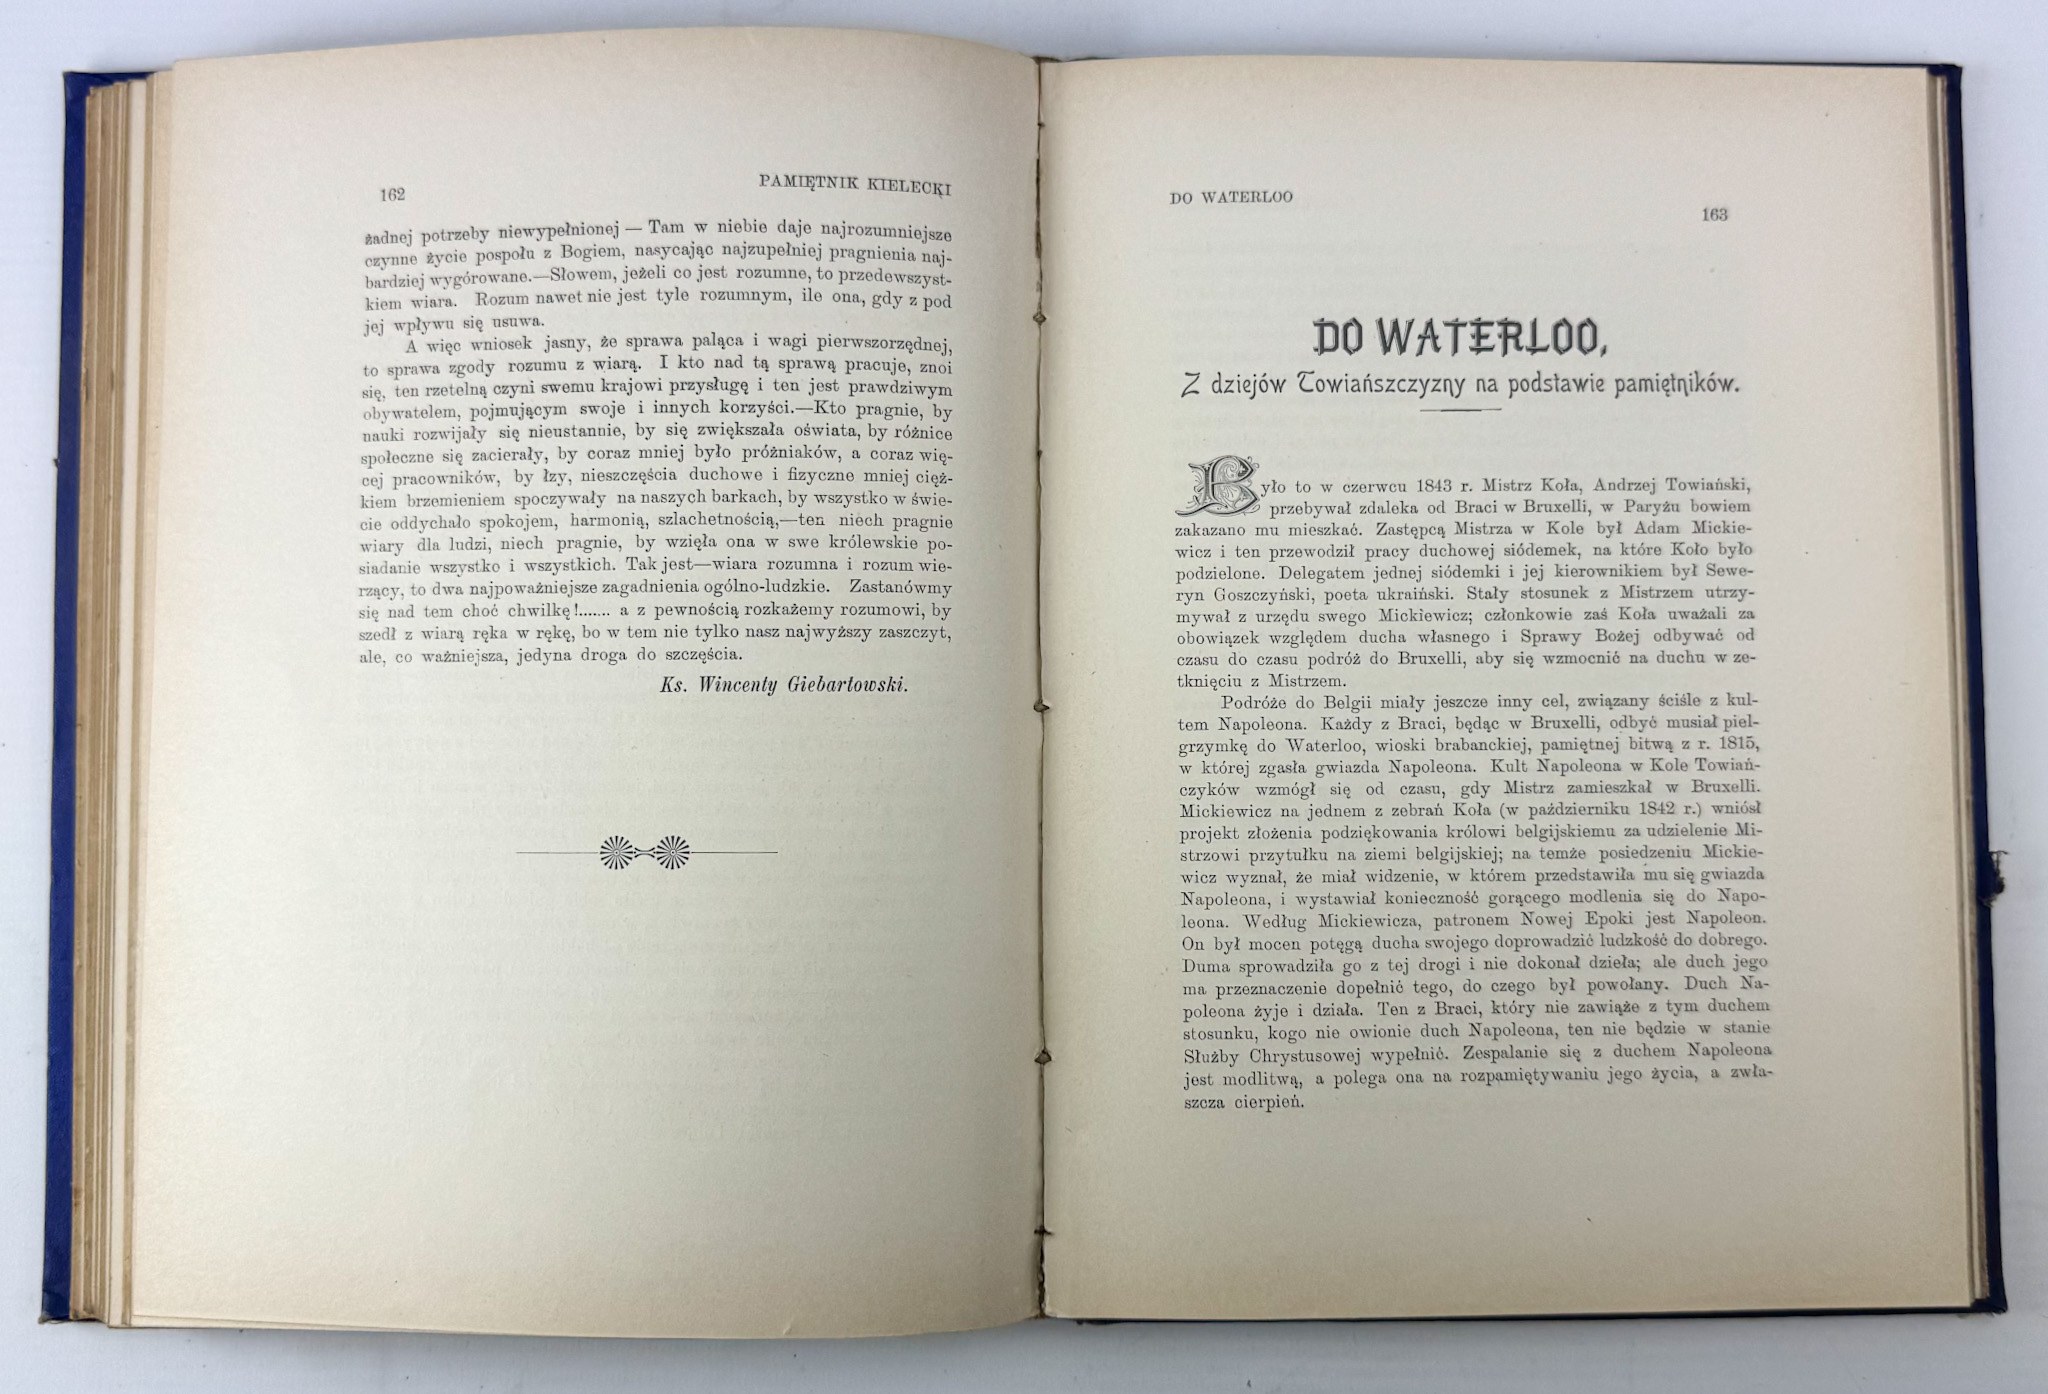 162
PAMIĘTNIK KIELECKI
żadnej potrzeby niewypełnionej — Tam w niebie daje najrozumniejsze
czynne życie pospołu z Bogiem, nasycając najzupełniej pragnienia naj-
bardziej wygórowane.—Słowem, jeżeli co jest rozumne, to przedewszyst-
kiem wiara. Rozum nawet nie jest tyle rozumnym, ile ona, gdy z pod
jej wpływu się usuwa.
A więc wniosek jasny, że sprawa paląca i wagi pierwszorzędnej,
to sprawa zgody rozumu z wiarą. I kto nad tą sprawą pracuje, znoi
się, ten rzetelną czyni swemu krajowi przysługę i ten jest prawdziwym
obywatelem, pojmującym swoje i innych korzyści.—Kto pragnie, by
nauki rozwijały się nieustannie, by się zwiększała oświata, by różnice
społeczne się zacierały, by coraz mniej było próżniaków, a coraz wię-
cej pracowników, by łzy, nieszczęścia duchowe i fizyczne mniej cięż-
kiem brzemieniem spoczywały na naszych barkach, by wszystko w świe-
cie oddychało spokojem, harmonią, szlachetnością,—ten niech pragnie
wiary dla ludzi, niech pragnie, by wzięła ona w swe królewskie po-
siadanie wszystko i wszystkich. Tak jest—wiara rozumna i rozum wie-
rzący, to dwa najpoważniejsze zagadnienia ogólno-ludzkie. Zastanówmy
się nad tem choć chwilkę!....... a z pewnością rozkażemy rozumowi, by
szedł z wiarą ręka w rękę, bo w tem nie tylko nasz najwyższy zaszczyt,
ale, co ważniejsza, jedyna droga do szczęścia.
Ks. Wincenty Giebartowski.
DO WATERLOO
163
DO WATERLOO,
Z dziejów Towiańszczyzny na podstawie pamiętników.
Było to w czerwcu 1843 r. Mistrz Koła, Andrzej Towiański,
przebywał zdaleka od Braci w Bruxelli, w Paryżu bowiem
zakazano mu mieszkać. Zastępcą Mistrza w Kole był Adam Mickie-
wicz i ten przewodził pracy duchowej siódemek, na które Koło było
podzielone. Delegatem jednej siódemki i jej kierownikiem był Sewe-
ryn Goszczyński, poeta ukraiński. Stały stosunek z Mistrzem utrzy-
mywał z urzędu swego Mickiewicz; członkowie zaś Koła uważali za
obowiązek względem ducha własnego i Sprawy Bożej odbywać od
czasu do czasu podróż do Bruxelli, aby się wzmocnić na duchu w ze-
tknięciu z Mistrzem.
Podróże do Belgii miały jeszcze inny cel, związany ściśle z kul-
tem Napoleona. Każdy z Braci, będąc w Bruxelli, odbyć musiał piel-
grzymkę do Waterloo, wioski brabanckiej, pamiętnej bitwą z r. 1815,
w której zgasła gwiazda Napoleona. Kult Napoleona w Kole Towiań-
czyków wzmógł się od czasu, gdy Mistrz zamieszkał w Bruxelli.
Mickiewicz na jednem z zebrań Koła (w październiku 1842 r.) wniósł
projekt złożenia podziękowania królowi belgijskiemu za udzielenie Mi-
strzowi przytułku na ziemi belgijskiej; na temże posiedzeniu Mickie-
wicz wyznał, że miał widzenie, w którem przedstawiła mu się gwiazda
Napoleona, i wystawiał konieczność gorącego modlenia się do Napo-
leona. Według Mickiewicza, patronem Nowej Epoki jest Napoleon.
On był mocen potęgą ducha swojego doprowadzić ludzkość do dobrego.
Duma sprowadziła go z tej drogi i nie dokonał dzieła; ale duch jego
ma przeznaczenie dopełnić tego, do czego był powołany. Duch Na-
poleona żyje i działa. Ten z Braci, który nie zawiąże z tym duchem
stosunku, kogo nie owionie duch Napoleona, ten nie będzie w stanie
Służby Chrystusowej wypełnić. Zespalanie się z duchem Napoleona
jest modlitwą, a polega ona na rozpamiętywaniu jego życia, a zwła-
szcza cierpień.